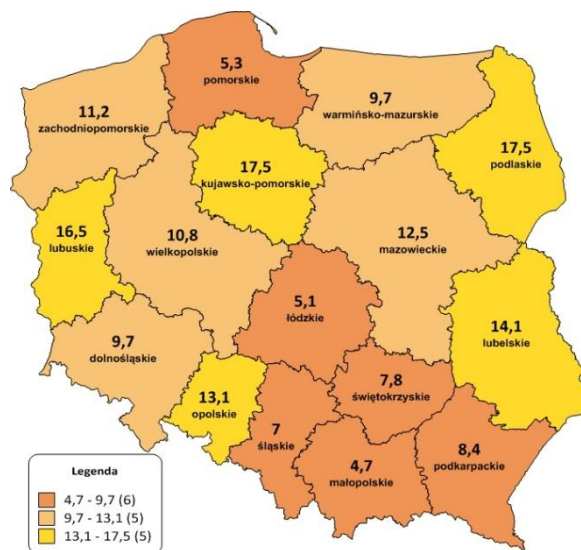 5,3
pomorskie
9,7
warmińsko-mazurskie
11,2
zachodniopomorskie
17,5
podlaskie
17,5
kujawsko-pomorskie
16,5
lubuskie
10,8
wielkopolskie
12,5
mazowieckie
5,1
łódzkie
14,1
lubelskie
9,7
dolnośląskie
13,1
opolskie
7,8
świętokrzyskie
7
śląskie
4,7
małopolskie
8,4
podkarpackie
Legenda
4,7 - 9,7 (6)
9,7 - 13,1 (5)
13,1 - 17,5 (5)